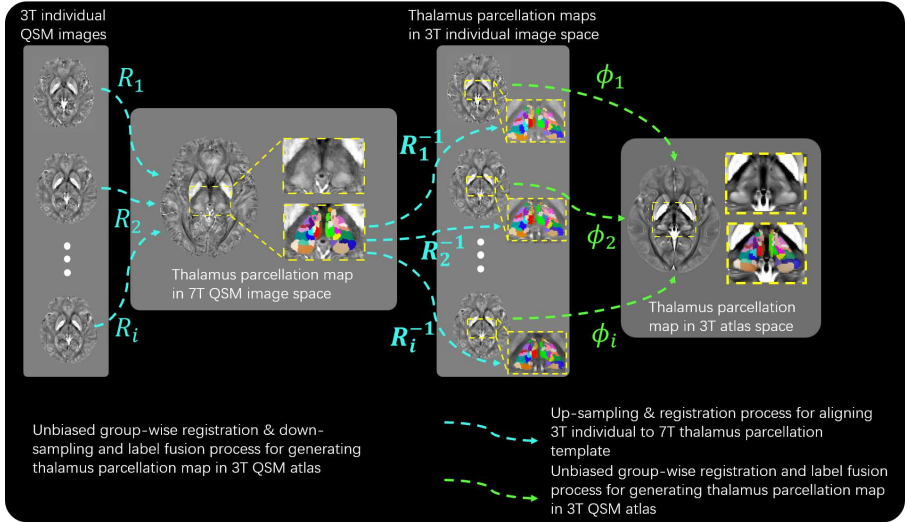 3T individual
QSM images
Thalamus parcellation maps
in 3T individual image space
R₁
R₂
Rᵢ
Thalamus parcellation map
in 7T QSM image space
R₁⁻¹
R₂⁻¹
Rᵢ⁻¹
ϕ₁
ϕ₂
ϕᵢ
Thalamus parcellation
map in 3T atlas space
Unbiased group-wise registration & down-
sampling and label fusion process for generating
thalamus parcellation map in 3T QSM atlas
Up-sampling & registration process for aligning
3T individual to 7T thalamus parcellation
template
Unbiased group-wise registration and label fusion
process for generating thalamus parcellation map
in 3T QSM atlas